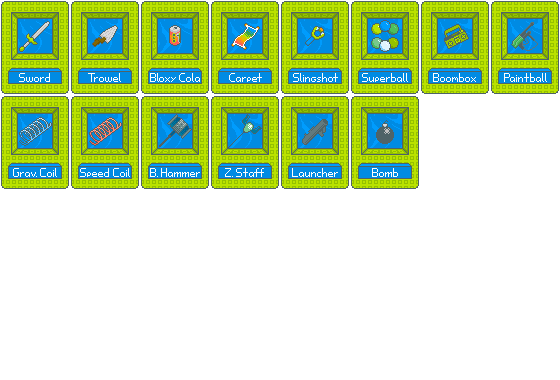 Sword
Trowel
Bloxy Cola
Carpet
Slingshot
Superball
Boombox
Paintball
Grav. Coil
Speed Coil
B. Hammer
Z. Staff
Launcher
Bomb